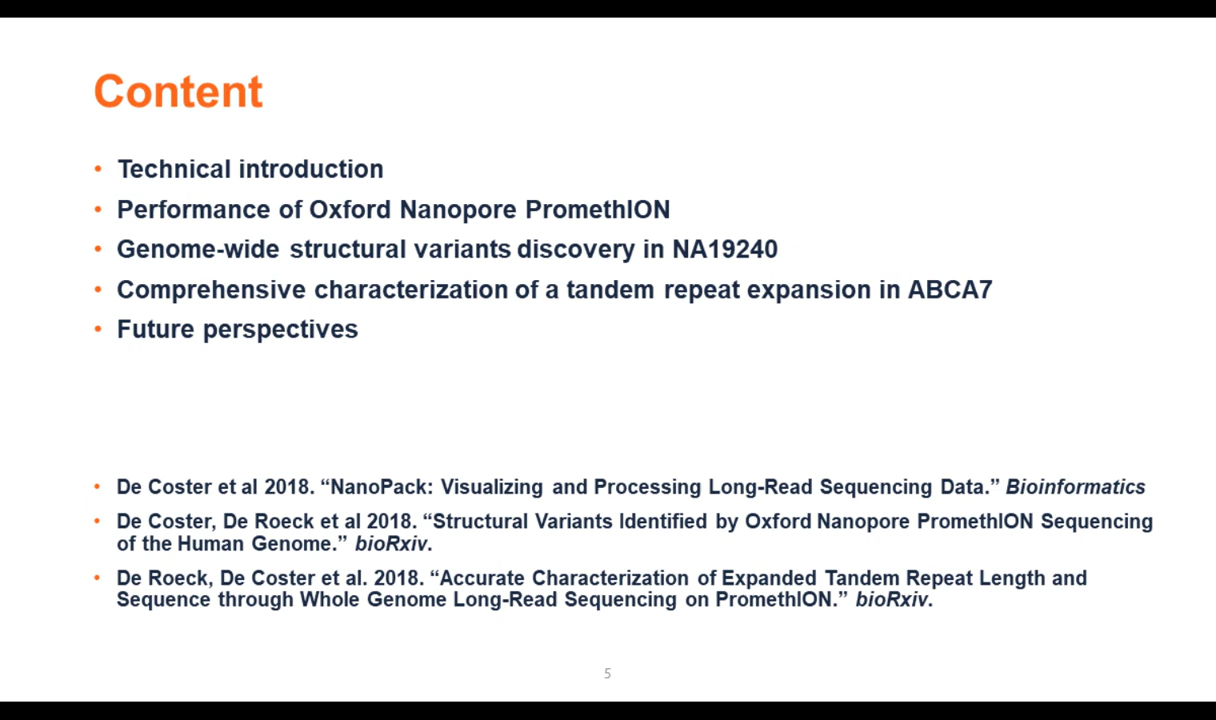 Content
• Technical introduction
• Performance of Oxford Nanopore PromethION
• Genome-wide structural variants discovery in NA19240
• Comprehensive characterization of a tandem repeat expansion in ABCA7
• Future perspectives
• De Coster et al 2018. “NanoPack: Visualizing and Processing Long-Read Sequencing Data.” Bioinformatics
• De Coster, De Roeck et al 2018. “Structural Variants Identified by Oxford Nanopore PromethION Sequencing
of the Human Genome.” bioRxiv.
• De Roeck, De Coster et al. 2018. “Accurate Characterization of Expanded Tandem Repeat Length and
Sequence through Whole Genome Long-Read Sequencing on PromethION.” bioRxiv.
5